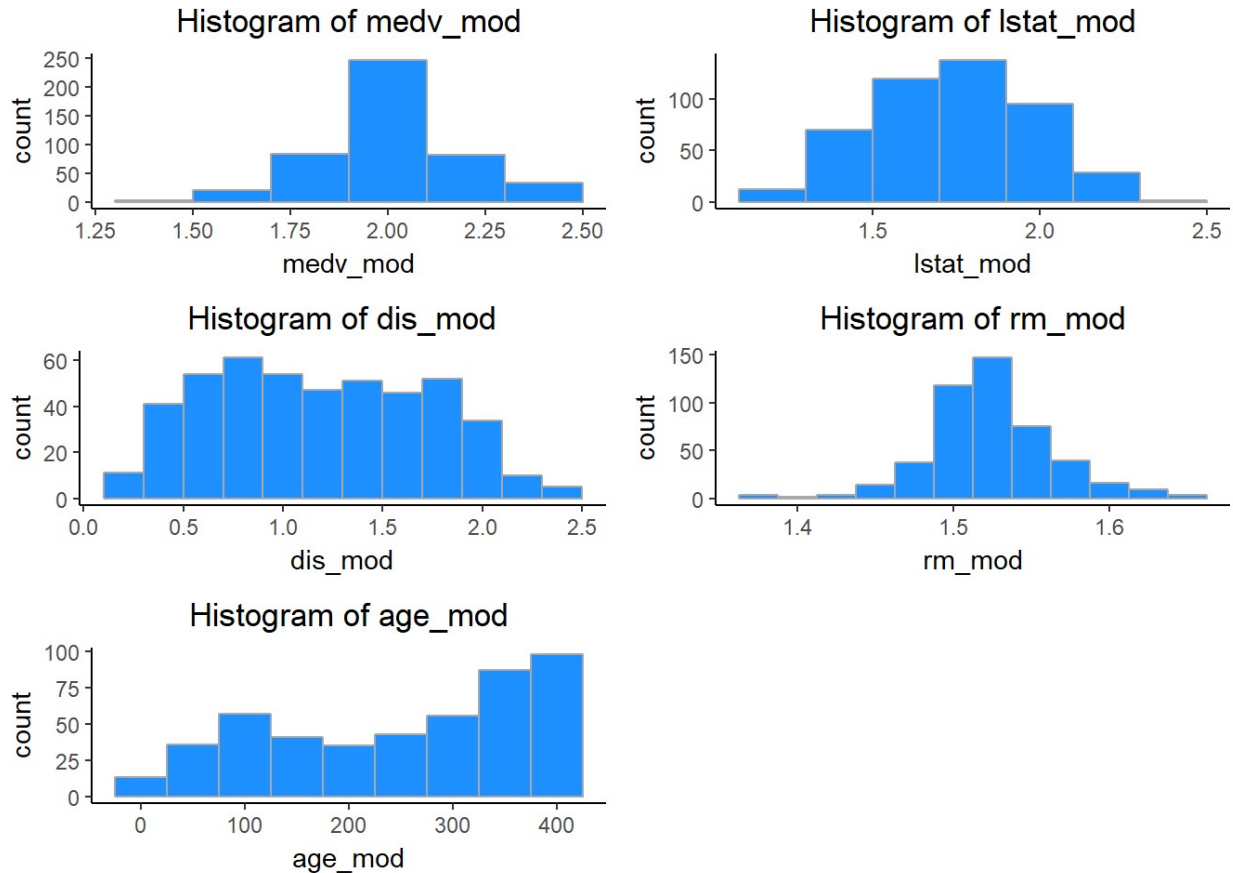 Histogram of medv_mod
250
200
150
100
50
0
count
1.25 1.50 1.75 2.00 2.25 2.50
medv_mod
Histogram of lstat_mod
100
50
0
count
1.5 2.0 2.5
lstat_mod
Histogram of dis_mod
60
40
20
0
count
0.0 0.5 1.0 1.5 2.0 2.5
dis_mod
Histogram of rm_mod
150
100
50
0
count
1.4 1.5 1.6
rm_mod
Histogram of age_mod
100
75
50
25
0
count
0 100 200 300 400
age_mod